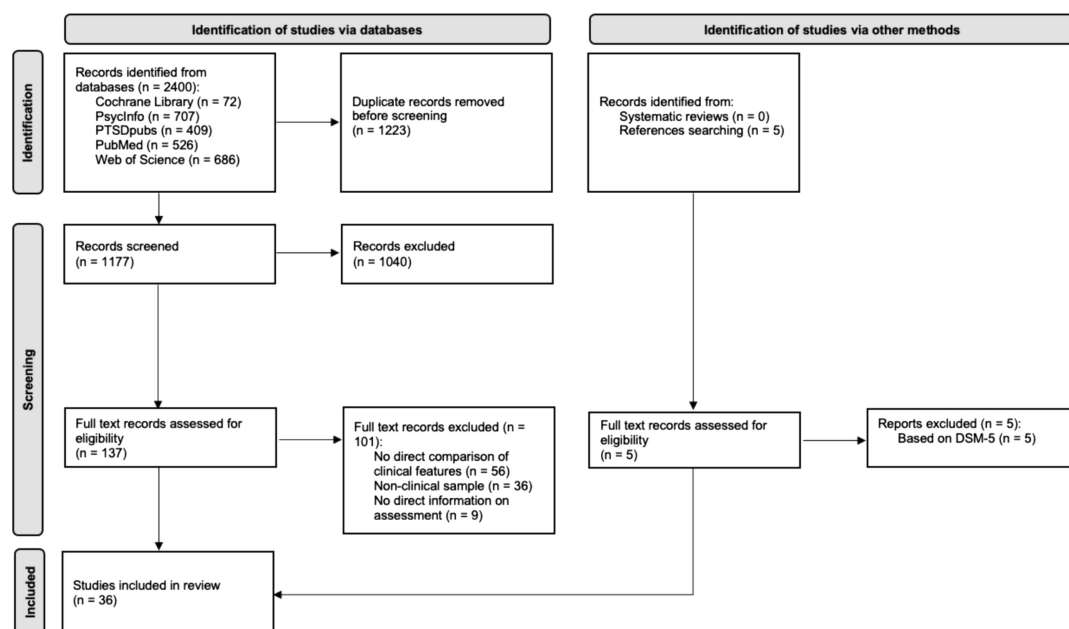 Identification of studies via databases
Identification of studies via other methods
Identification
Records identified from
databases (n = 2400):
Cochrane Library (n = 72)
PsycInfo (n = 707)
PTSDpubs (n = 409)
PubMed (n = 526)
Web of Science (n = 686)
Duplicate records removed
before screening
(n = 1223)
Records identified from:
Systematic reviews (n = 0)
References searching (n = 5)
Screening
Records screened
(n = 1177)
Records excluded
(n = 1040)
Full text records assessed for
eligibility
(n = 137)
Full text records excluded (n =
101):
No direct comparison of
clinical features (n = 56)
Non-clinical sample (n = 36)
No direct information on
assessment (n = 9)
Full text records assessed for
eligibility
(n = 5)
Reports excluded (n = 5):
Based on DSM-5 (n = 5)
Included
Studies included in review
(n = 36)